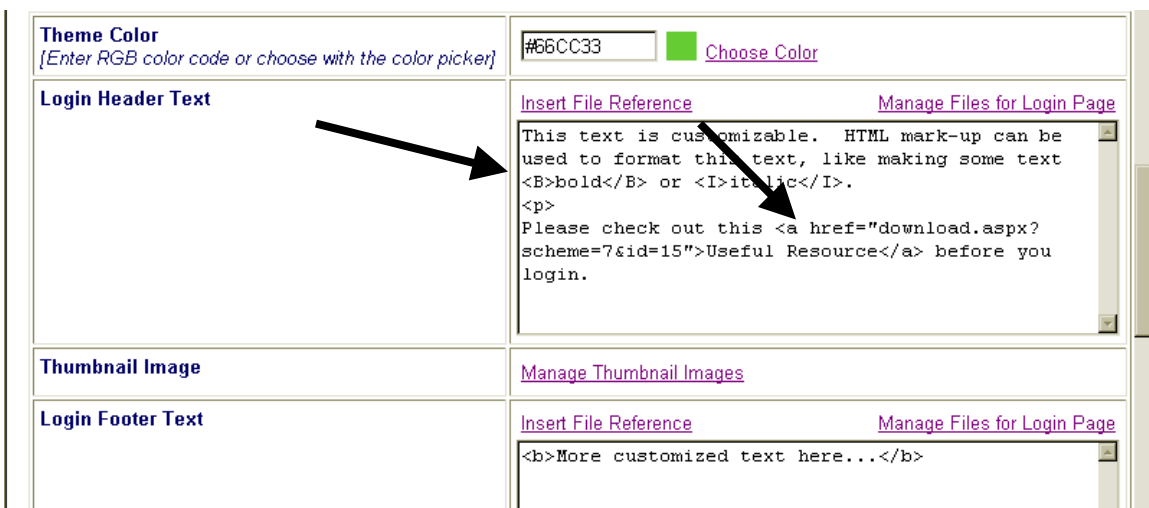 Theme Color
[Enter RGB color code or choose with the color picker]
#66CC33
Choose Color
Login Header Text
Insert File Reference
Manage Files for Login Page
This text is customizable.  HTML mark-up can be
used to format this text, like making some text
<B>bold</B> or <I>italic</I>.
<p>
Please check out this <a href="download.aspx?
scheme=7&id=15">Useful Resource</a> before you
login.
Thumbnail Image
Manage Thumbnail Images
Login Footer Text
Insert File Reference
Manage Files for Login Page
<b>More customized text here...</b>